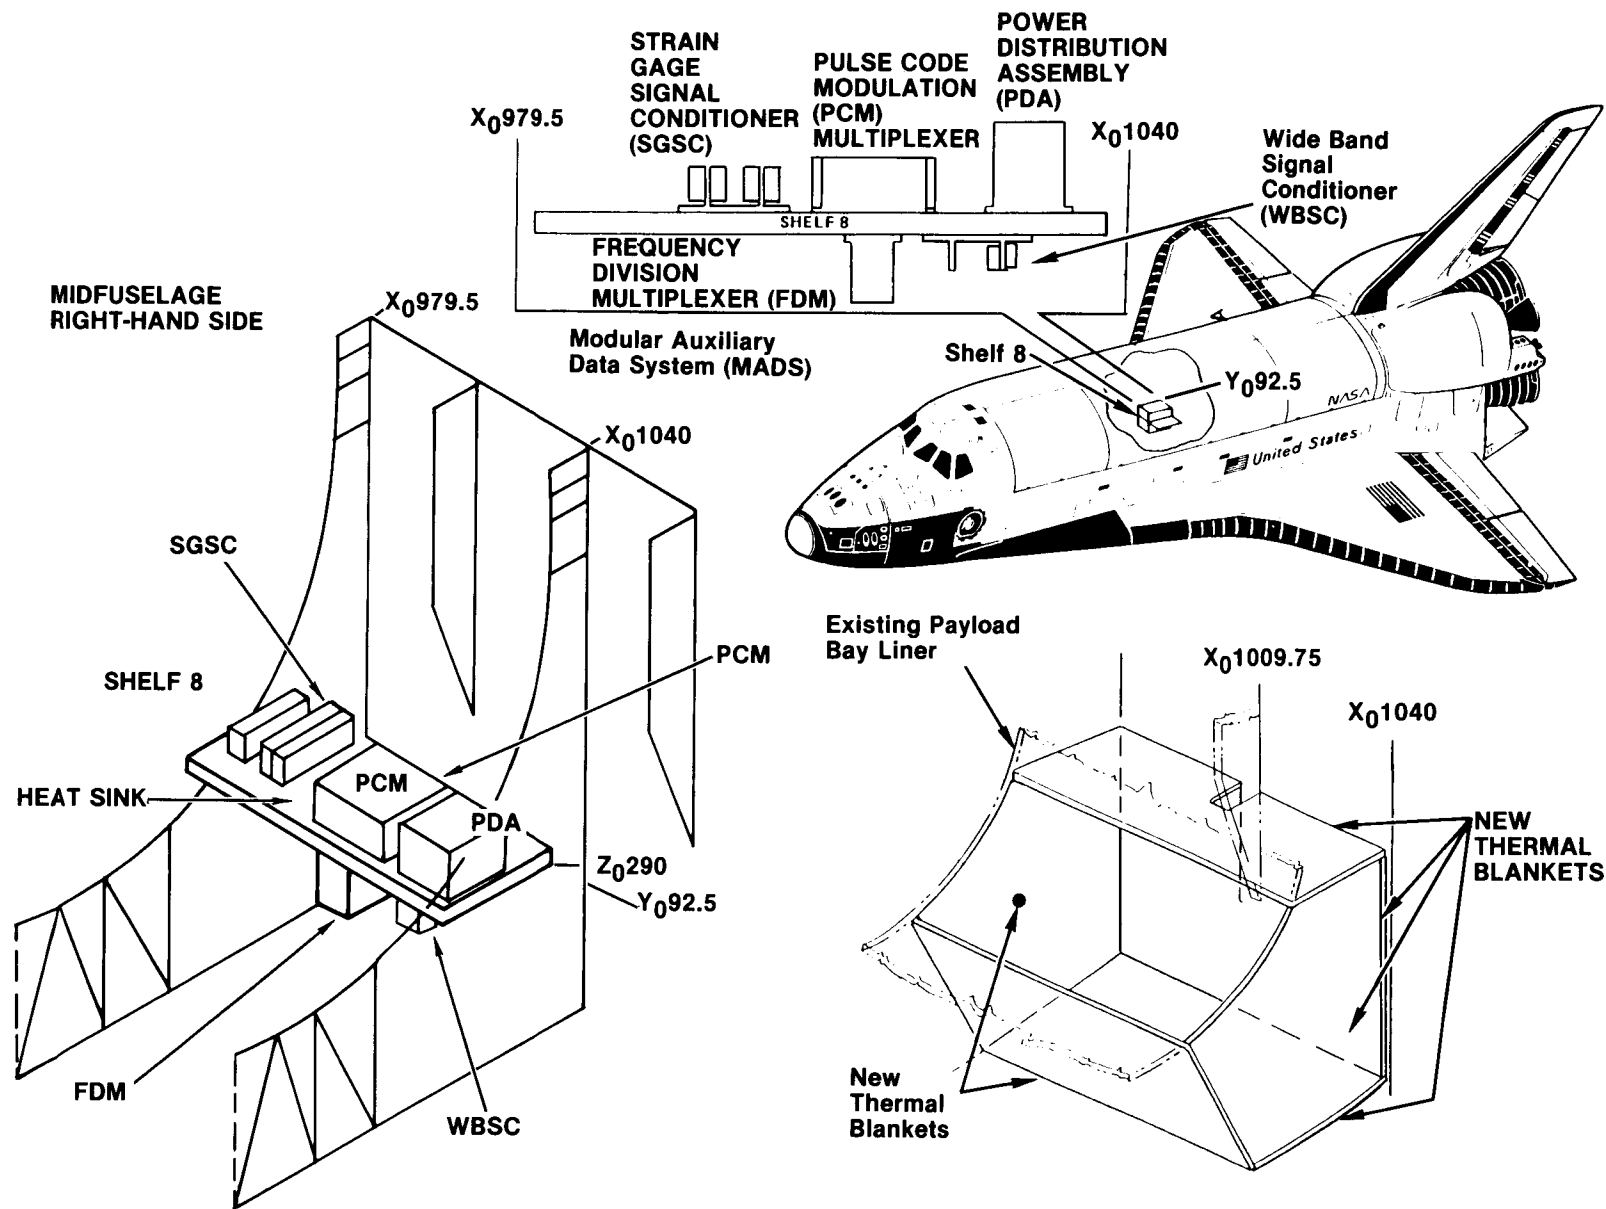 STRAIN
GAGE
SIGNAL
CONDITIONER
(SGSC)
PULSE CODE
MODULATION
(PCM)
MULTIPLEXER
POWER
DISTRIBUTION
ASSEMBLY
(PDA)
X0979.5
X01040
Wide Band
Signal
Conditioner
(WBSC)
SHELF 8
FREQUENCY
DIVISION
MULTIPLEXER (FDM)
Modular Auxiliary
Data System (MADS)
Shelf 8
Y092.5
NASA
United States
MIDFUSELAGE
RIGHT-HAND SIDE
X0979.5
X01040
SGSC
SHELF 8
PCM
PCM
HEAT SINK
PDA
Z0290
Y092.5
FDM
WBSC
Existing Payload
Bay Liner
X01009.75
X01040
NEW
THERMAL
BLANKETS
New
Thermal
Blankets